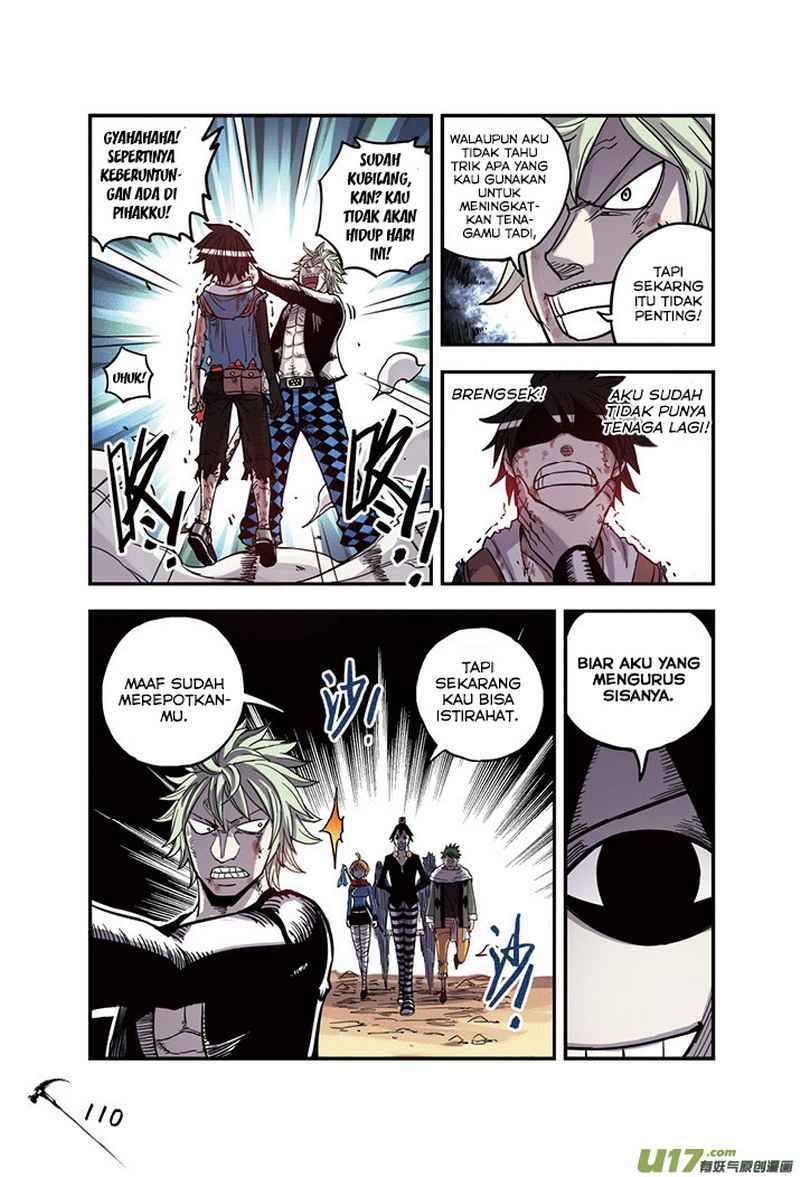 GYAHAHAHA!
SEPERTINYA
KEBERUNTU-
NGAN ADA DI
PIHAKKU!
SUDAH
KUBILANG,
KAN? KAU
TIDAK AKAN
HIDUP HARI
INI!
UHUK!
WALAUPUN AKU
TIDAK TAHU
TRIK APA YANG
KAU GUNAKAN
UNTUK
MENINGKAT-
KAN TENA-
GAMU TADI,
TAPI
SEKARNG
ITU TIDAK
PENTING!
BRENGSEK!
AKU SUDAH
TIDAK PUNYA
TENAGA LAGI!
MAAF SUDAH
MEREPOTKAN-
MU.
沙!
TAPI
SEKARANG
KAU BISA
ISTIRAHAT.
沙!
BIAR AKU YANG
MENGURUS
SISANYA.
110
U17.com
有妖气原创漫画